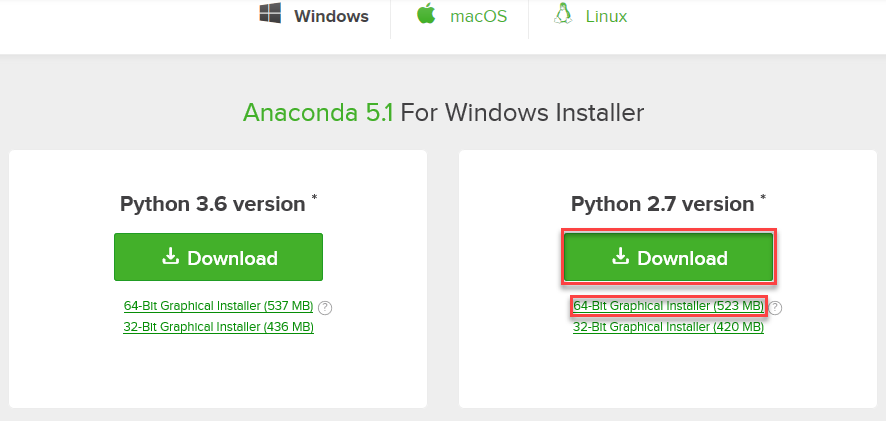 Windows macOS Linux
Anaconda 5.1 For Windows Installer
Python 3.6 version *
Download
64-Bit Graphical Installer (537 MB) ?
32-Bit Graphical Installer (436 MB)
Python 2.7 version *
Download
64-Bit Graphical Installer (523 MB) ?
32-Bit Graphical Installer (420 MB)